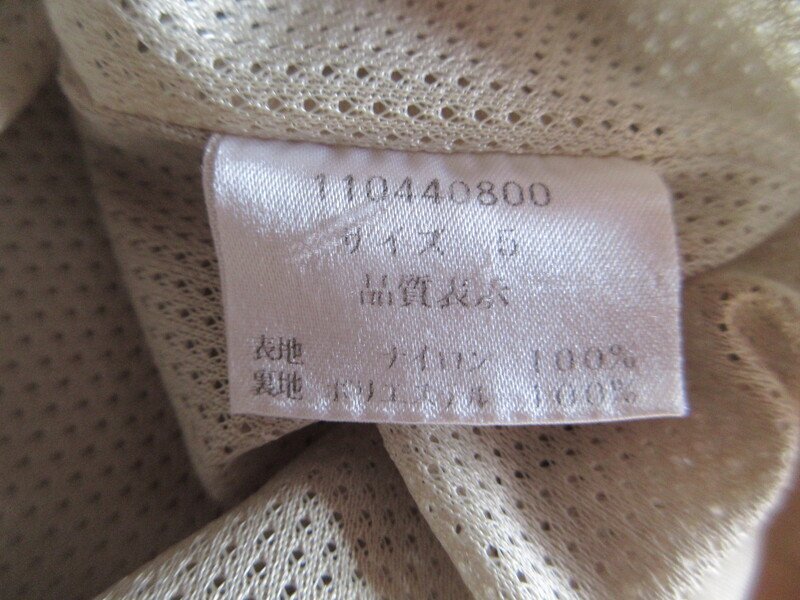 110440800
サイズ 5
品質表示
表地 ナイロン 100%
裏地 ポリエステル 100%